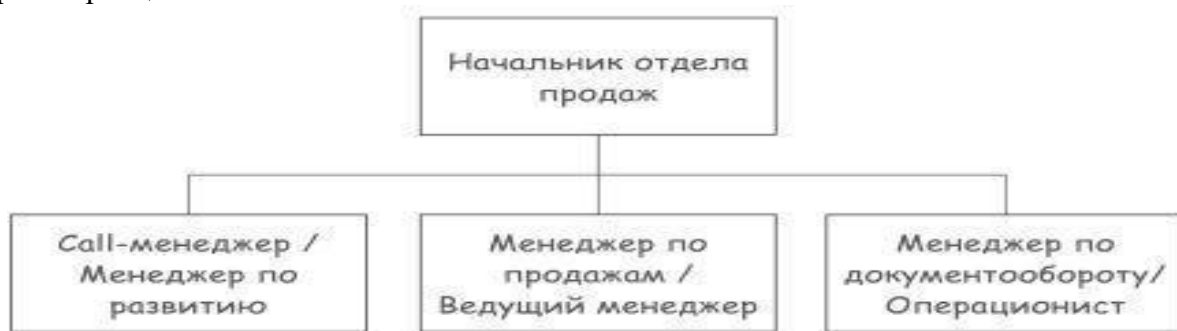 Начальник отдела
продаж
Call-менеджер /
Менеджер по
развитию
Менеджер по
продажам /
Ведущий менеджер
Менеджер по
документообороту/
Операционист